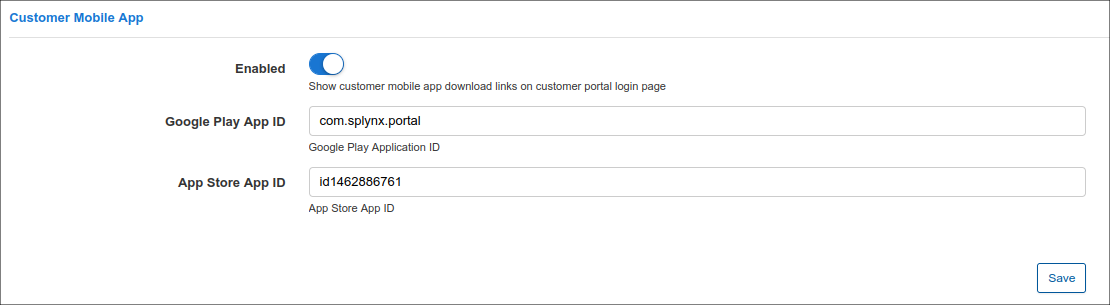 Customer Mobile App
Enabled
Show customer mobile app download links on customer portal login page
Google Play App ID
com.splynx.portal
Google Play Application ID
App Store App ID
id1462886761
App Store App ID
Save